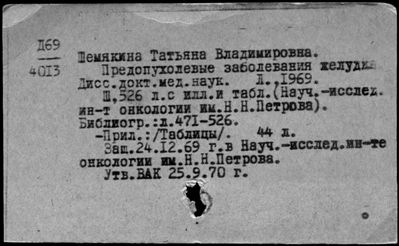 Д69
4013
Шемякина Татьяна Владимировна.
Предопухолевые заболевания желудка
Дисс.докт.мед.наук. Л.,1969.
Ш,526 л.с илл.и табл.(Науч.-исслед.
ин-т онкологии им.Н.Н.Петрова).
Библиогр.:л.471-526.
-Прил.:/Таблицы/. 44 л.
Защ.24.I2.69 г.в Науч.-исслед.ин-те
онкологии им.Н.Н.Петрова.
Утв.ВАК 25.9.70 г.